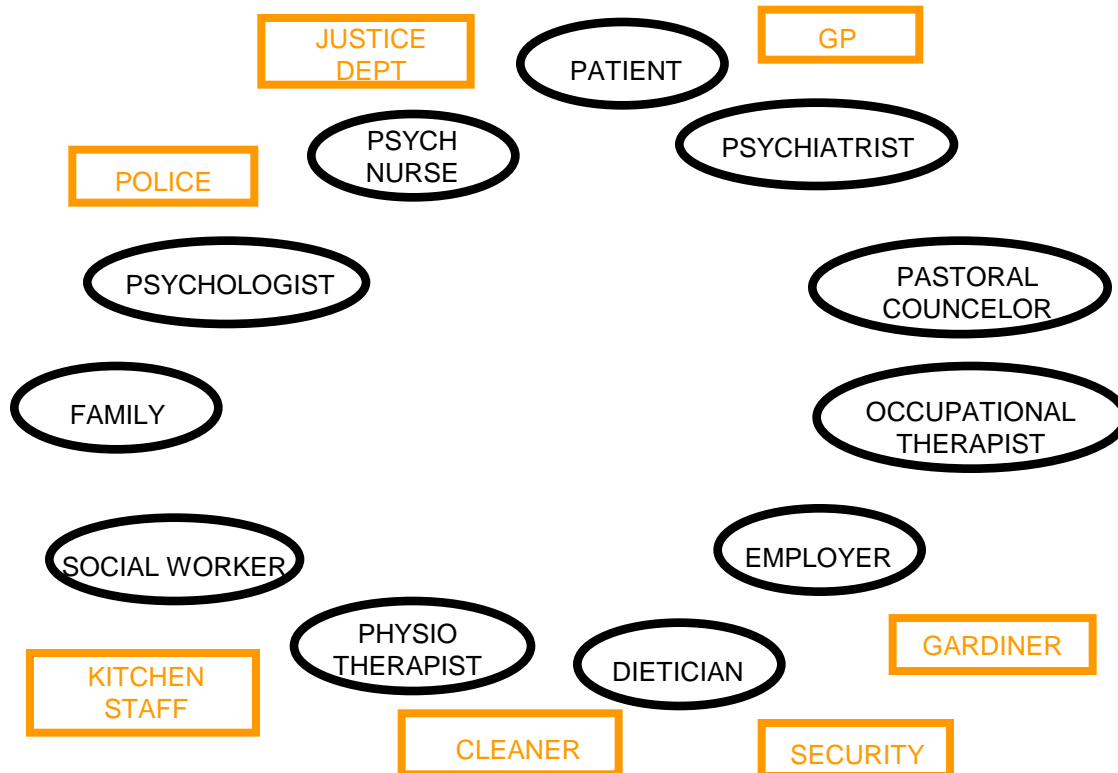 JUSTICE
DEPT
PATIENT
GP
PSYCH
NURSE
PSYCHIATRIST
POLICE
PSYCHOLOGIST
PASTORAL
COUNCELOR
FAMILY
OCCUPATIONAL
THERAPIST
SOCIAL WORKER
EMPLOYER
PHYSIO
THERAPIST
DIETICIAN
GARDINER
KITCHEN
STAFF
CLEANER
SECURITY